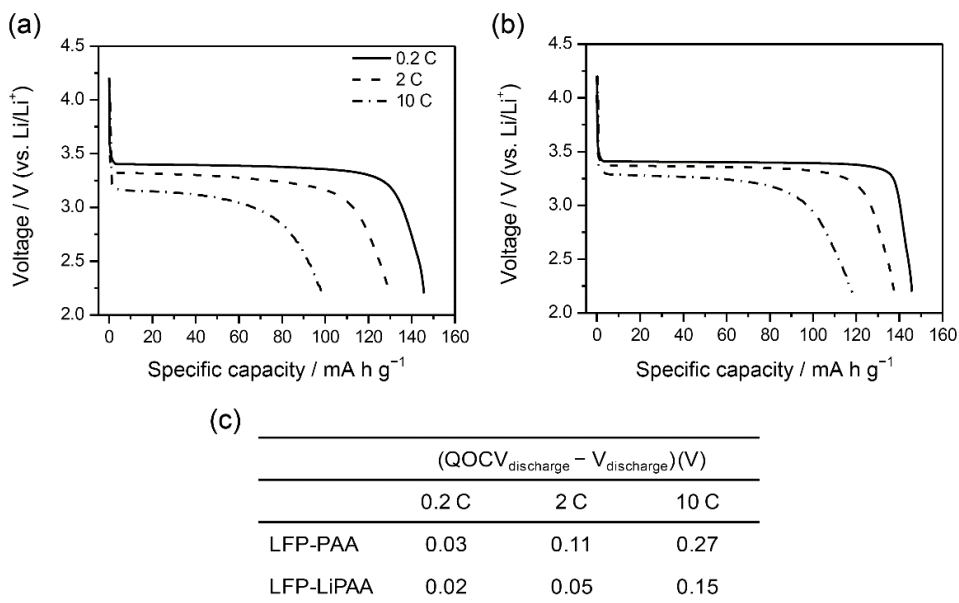 (a)
4.5
4.0
3.5
3.0
2.5
2.0
Voltage / V (vs. Li/Li⁺)
0.2 C
2 C
10 C
0 20 40 60 80 100 120 140 160
Specific capacity / mA h g⁻¹
(b)
4.5
4.0
3.5
3.0
2.5
2.0
Voltage / V (vs. Li/Li⁺)
0 20 40 60 80 100 120 140 160
Specific capacity / mA h g⁻¹
(c)
(QOCV_discharge − V_discharge) (V)
0.2 C 2 C 10 C
LFP-PAA 0.03 0.11 0.27
LFP-LiPAA 0.02 0.05 0.15